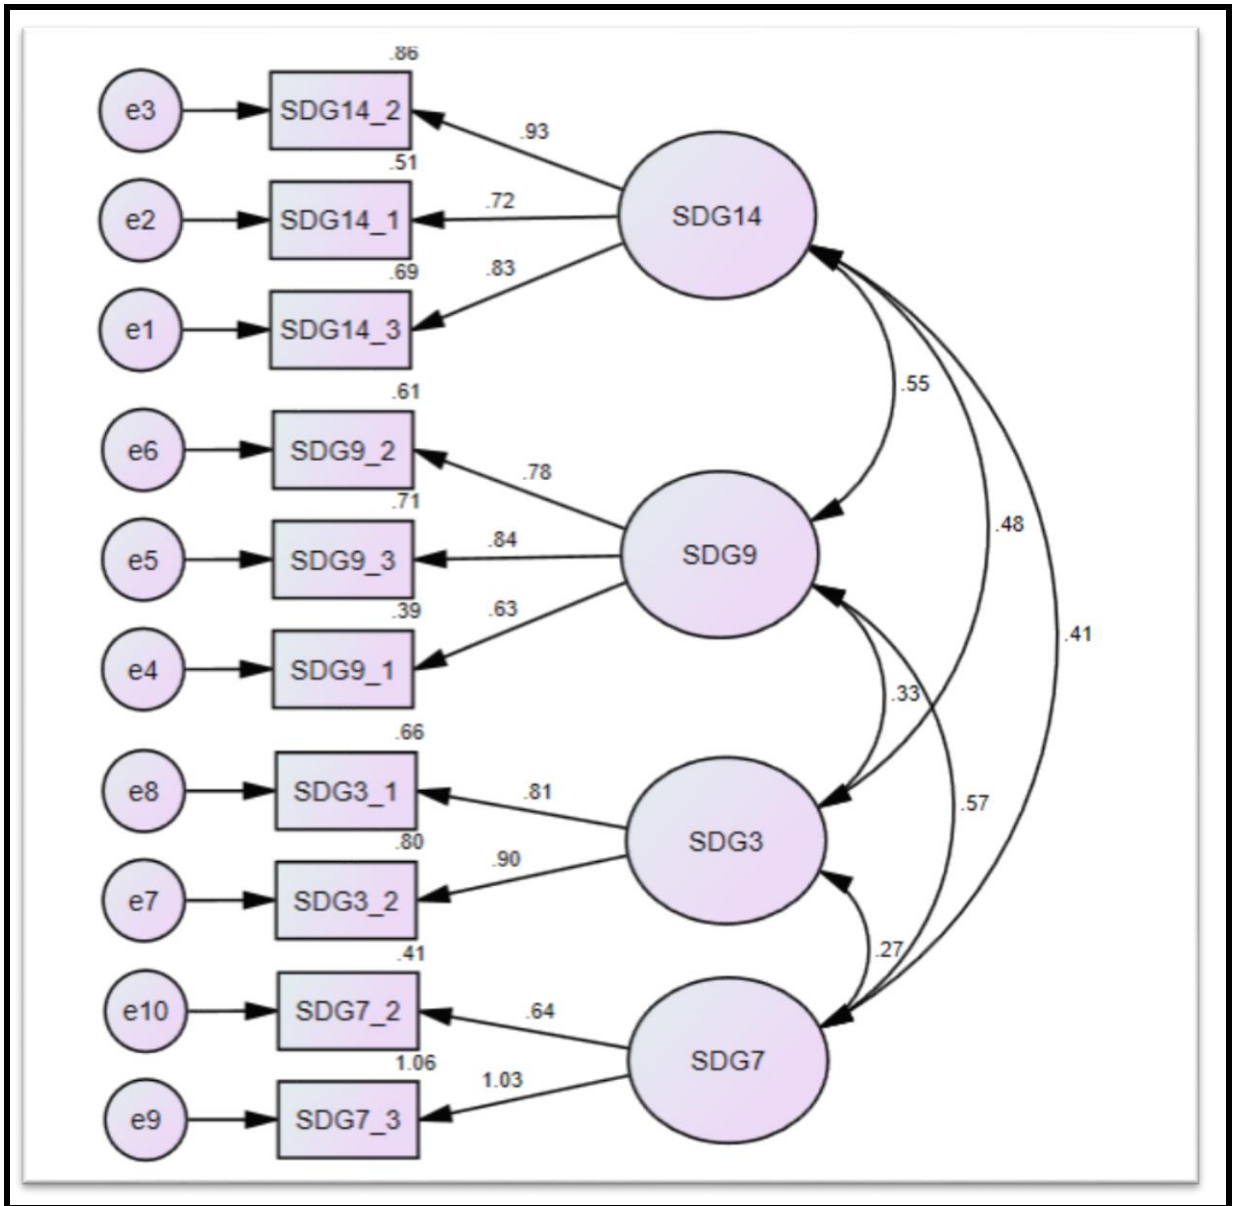 .86
e3 SDG14_2
.93
.51
e2 SDG14_1
.72
SDG14
.69
e1 SDG14_3
.83
.55
.61
e6 SDG9_2
.78
.71
e5 SDG9_3
.84
SDG9
.48
.39
e4 SDG9_1
.63
.41
.33
.66
e8 SDG3_1
.81
.57
.80
e7 SDG3_2
.90
SDG3
.27
.41
e10 SDG7_2
.64
1.06
e9 SDG7_3
1.03
SDG7